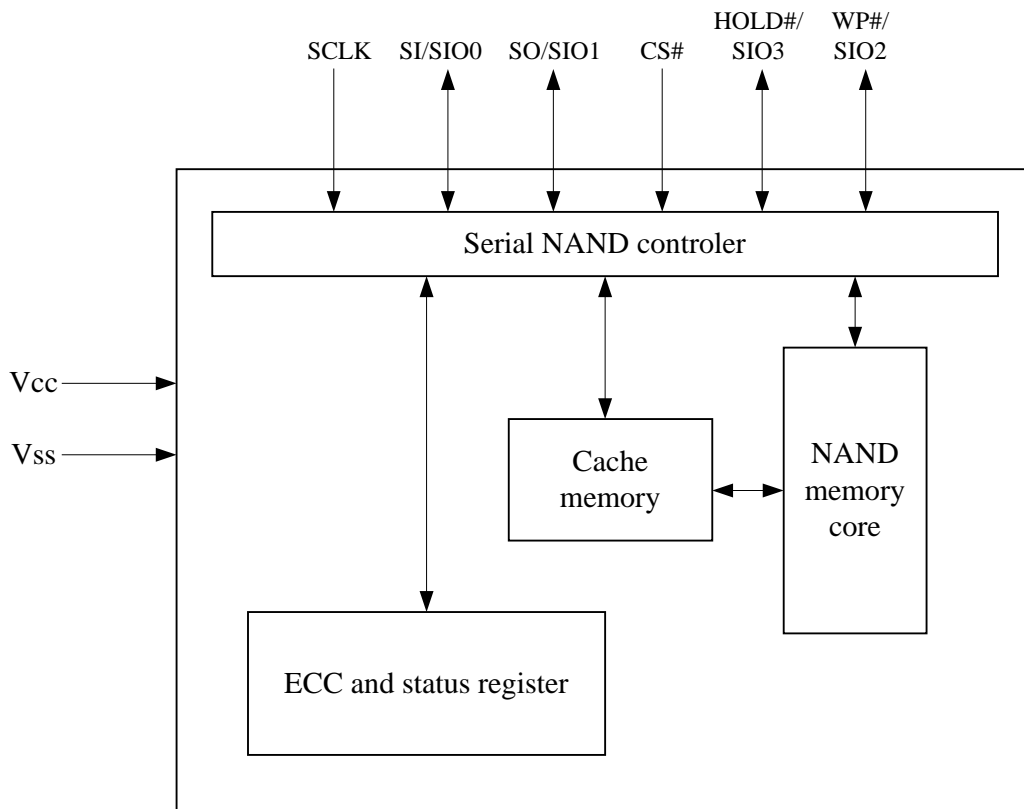 SCLK
SI/SIO0
SO/SIO1
CS#
HOLD#/
SIO3
WP#/
SIO2
Serial NAND controler
Vcc
Vss
Cache
memory
NAND
memory
core
ECC and status register